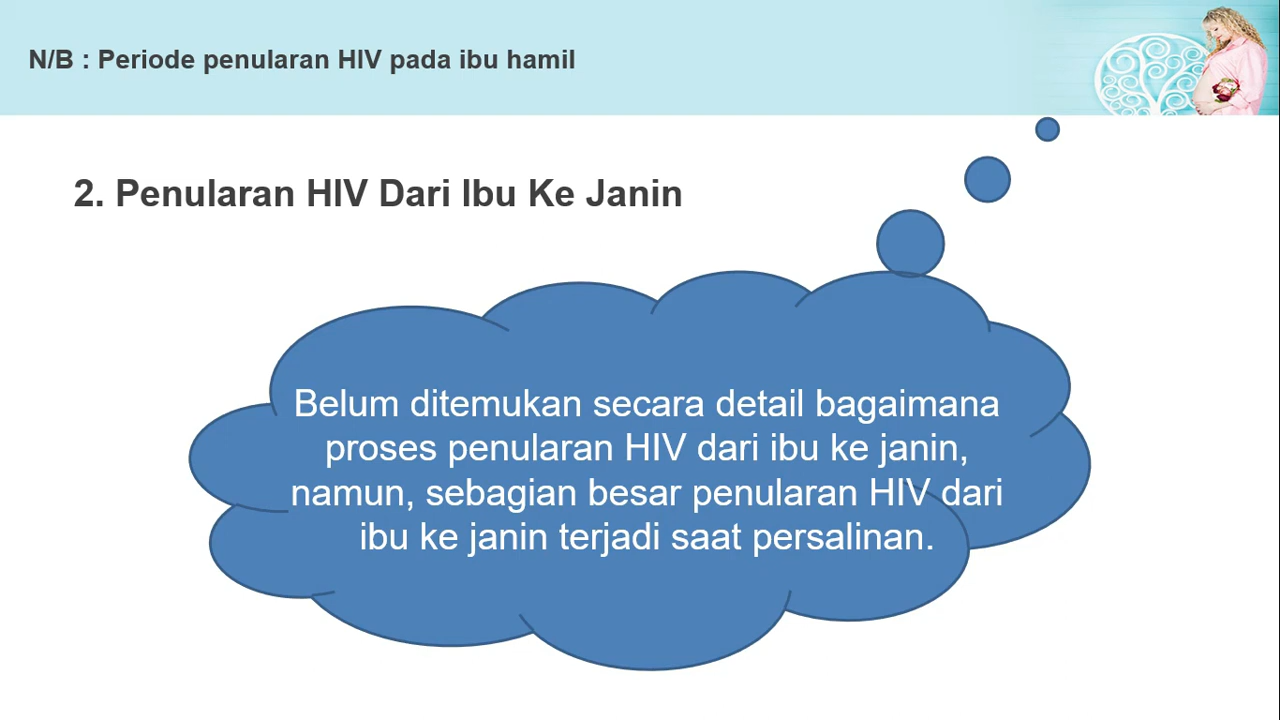 N/B : Periode penularan HIV pada ibu hamil
2. Penularan HIV Dari Ibu Ke Janin
Belum ditemukan secara detail bagaimana
proses penularan HIV dari ibu ke janin,
namun, sebagian besar penularan HIV dari
ibu ke janin terjadi saat persalinan.